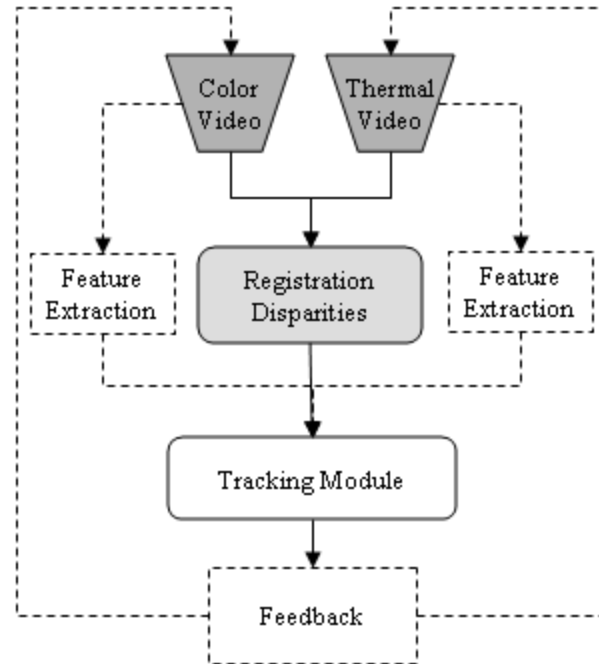 Color
Video
Thermal
Video
Feature
Extraction
Registration
Disparities
Feature
Extraction
Tracking Module
Feedback